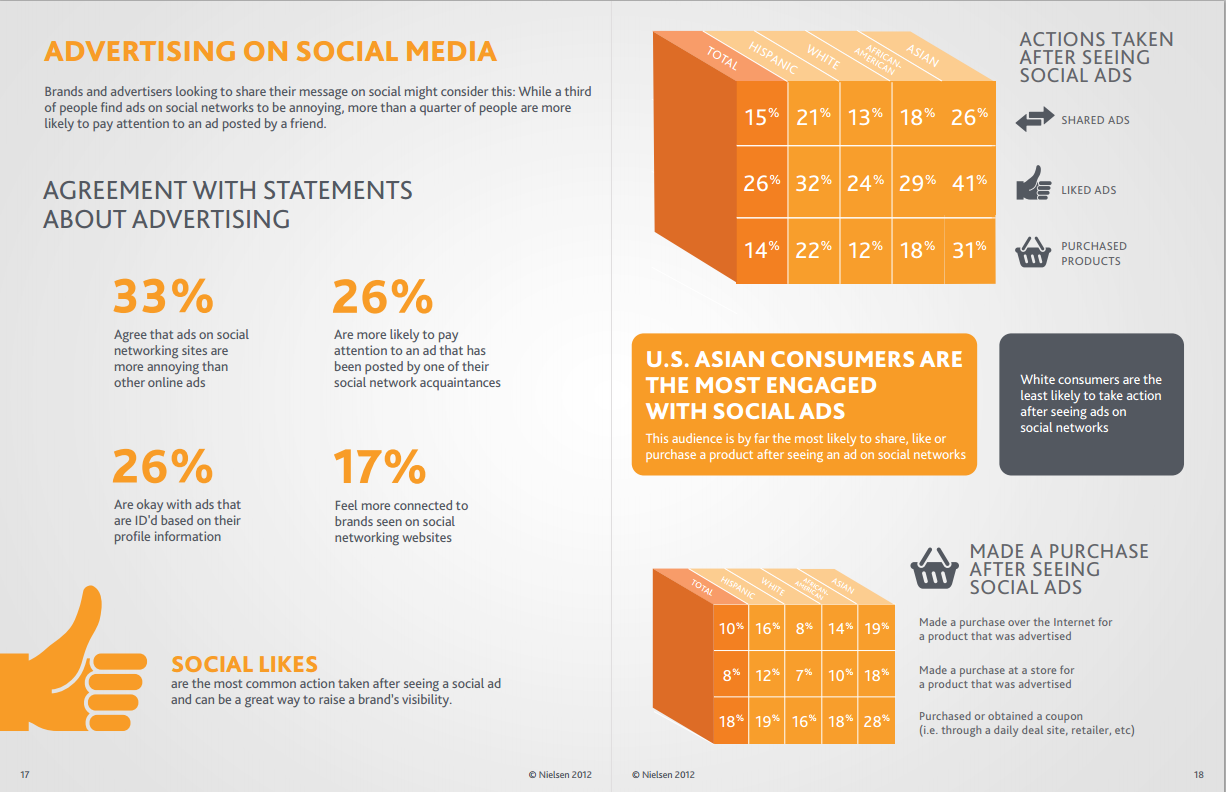 ADVERTISING ON SOCIAL MEDIA
Brands and advertisers looking to share their message on social might consider this: While a third
of people find ads on social networks to be annoying, more than a quarter of people are more
likely to pay attention to an ad posted by a friend.
AGREEMENT WITH STATEMENTS
ABOUT ADVERTISING
33%
Agree that ads on social
networking sites are
more annoying than
other online ads
26%
Are more likely to pay
attention to an ad that has
been posted by one of their
social network acquaintances
26%
Are okay with ads that
are ID'd based on their
profile information
17%
Feel more connected to
brands seen on social
networking websites
SOCIAL LIKES
are the most common action taken after seeing a social ad
and can be a great way to raise a brand's visibility.
17
© Nielsen 2012
TOTAL HISPANIC WHITE AFRICAN-
AMERICAN ASIAN
15% 21% 13% 18% 26%
26% 32% 24% 29% 41%
14% 22% 12% 18% 31%
ACTIONS TAKEN
AFTER SEEING
SOCIAL ADS
SHARED ADS
LIKED ADS
PURCHASED
PRODUCTS
U.S. ASIAN CONSUMERS ARE
THE MOST ENGAGED
WITH SOCIAL ADS
This audience is by far the most likely to share, like or
purchase a product after seeing an ad on social networks
White consumers are the
least likely to take action
after seeing ads on
social networks
MADE A PURCHASE
AFTER SEEING
SOCIAL ADS
TOTAL HISPANIC WHITE AFRICAN-
AMERICAN ASIAN
10% 16% 8% 14% 19%
8% 12% 7% 10% 18%
18% 19% 16% 18% 28%
Made a purchase over the Internet for
a product that was advertised
Made a purchase at a store for
a product that was advertised
Purchased or obtained a coupon
(i.e. through a daily deal site, retailer, etc)
© Nielsen 2012
18